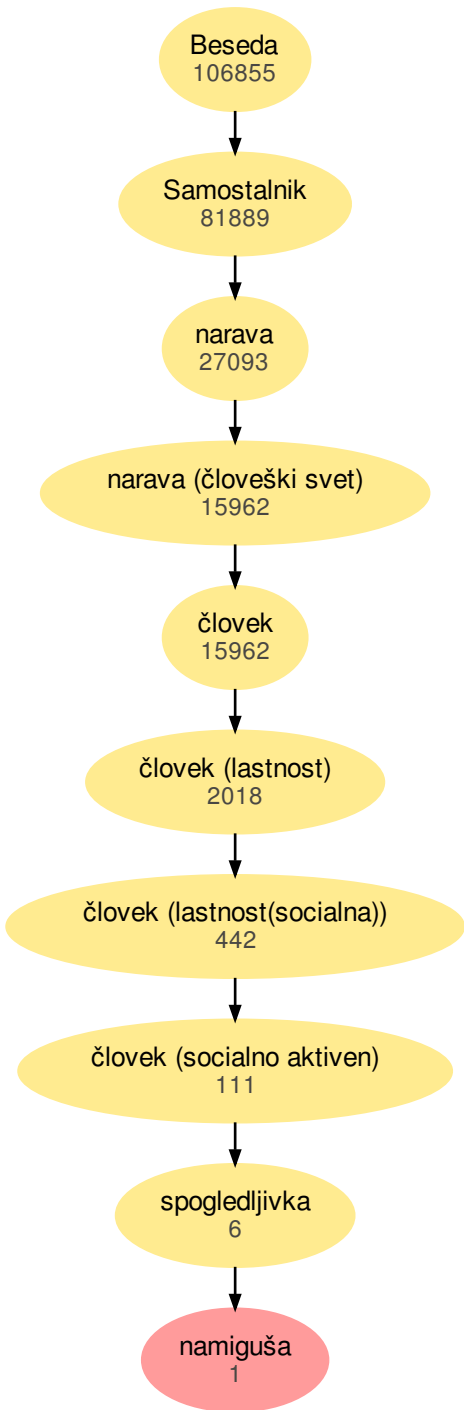 Beseda
106855
Samostalnik
81889
narava
27093
narava (človeški svet)
15962
človek
15962
človek (lastnost)
2018
človek (lastnost(socialna))
442
človek (socialno aktiven)
111
spogledljivka
6
namiguša
1